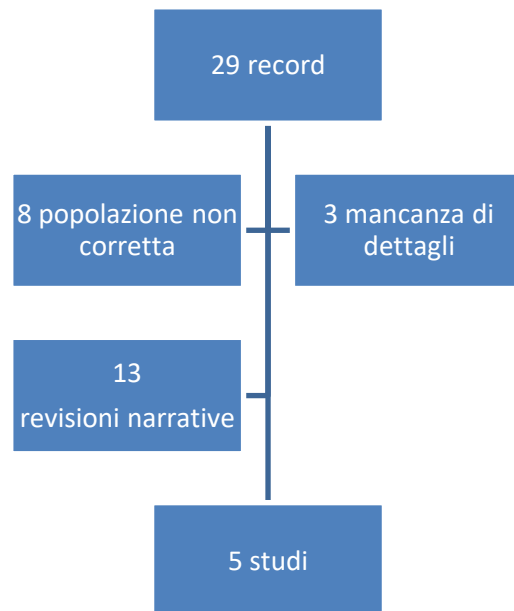 29 record
8 popolazione non
corretta
3 mancanza di
dettagli
13
revisioni narrative
5 studi